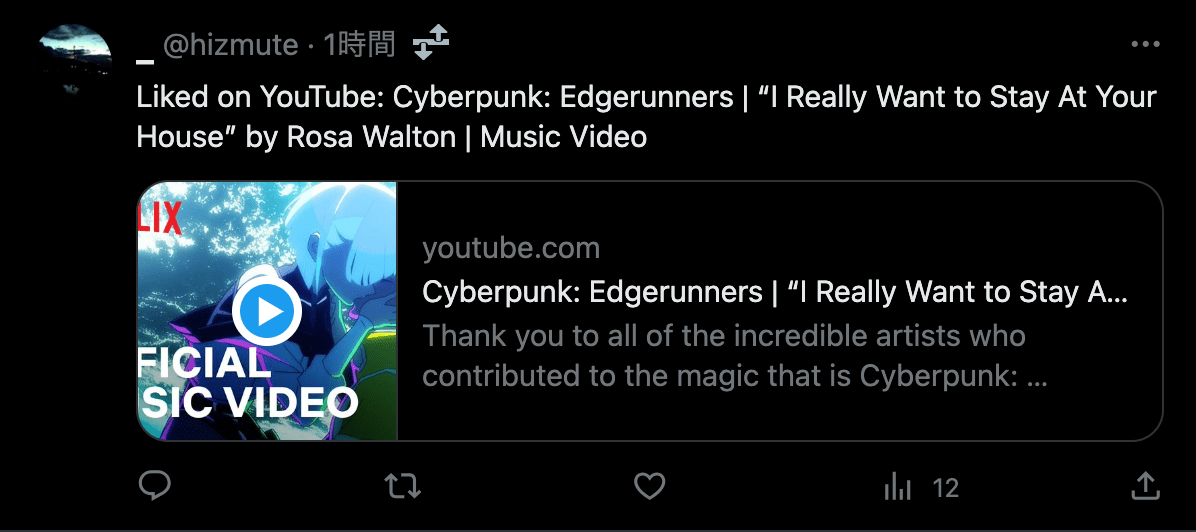 _ @hizmute · 1時間
Liked on YouTube: Cyberpunk: Edgerunners | “I Really Want to Stay At Your
House” by Rosa Walton | Music Video
LIX
FICIAL
SIC VIDEO
youtube.com
Cyberpunk: Edgerunners | “I Really Want to Stay A...
Thank you to all of the incredible artists who
contributed to the magic that is Cyberpunk: ...
12